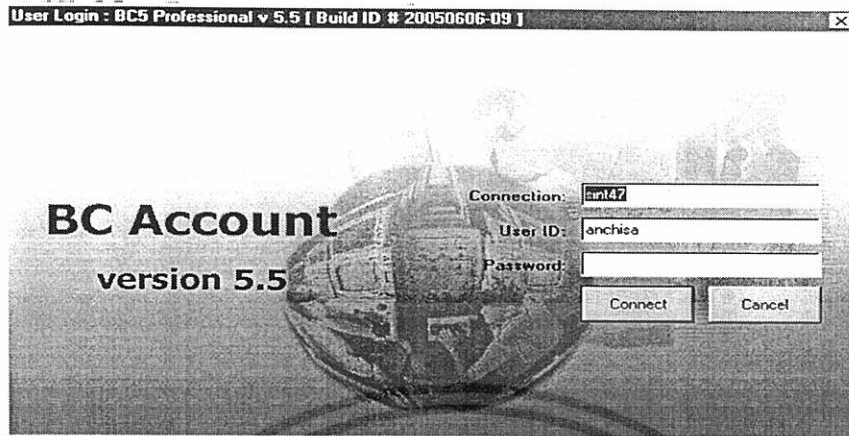 User Login : BC5 Professional v 5.5 [ Build ID # 20050606-09 ]
BC Account
version 5.5
Connection: sint47
User ID: anchisa
Password:
Connect Cancel